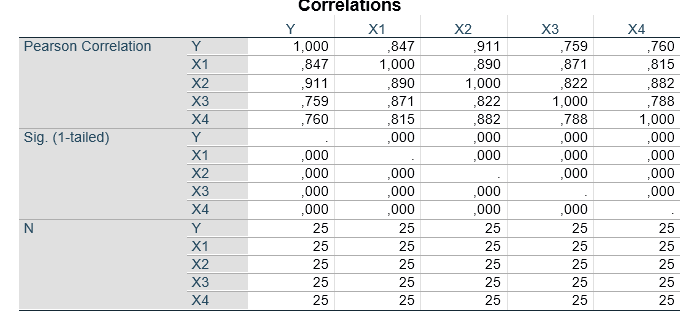 Correlations
Y X1 X2 X3 X4
Pearson Correlation Y 1,000 ,847 ,911 ,759 ,760
X1 ,847 1,000 ,890 ,871 ,815
X2 ,911 ,890 1,000 ,822 ,882
X3 ,759 ,871 ,822 1,000 ,788
X4 ,760 ,815 ,882 ,788 1,000
Sig. (1-tailed) Y . ,000 ,000 ,000 ,000
X1 ,000 . ,000 ,000 ,000
X2 ,000 ,000 . ,000 ,000
X3 ,000 ,000 ,000 . ,000
X4 ,000 ,000 ,000 ,000 .
N Y 25 25 25 25 25
X1 25 25 25 25 25
X2 25 25 25 25 25
X3 25 25 25 25 25
X4 25 25 25 25 25